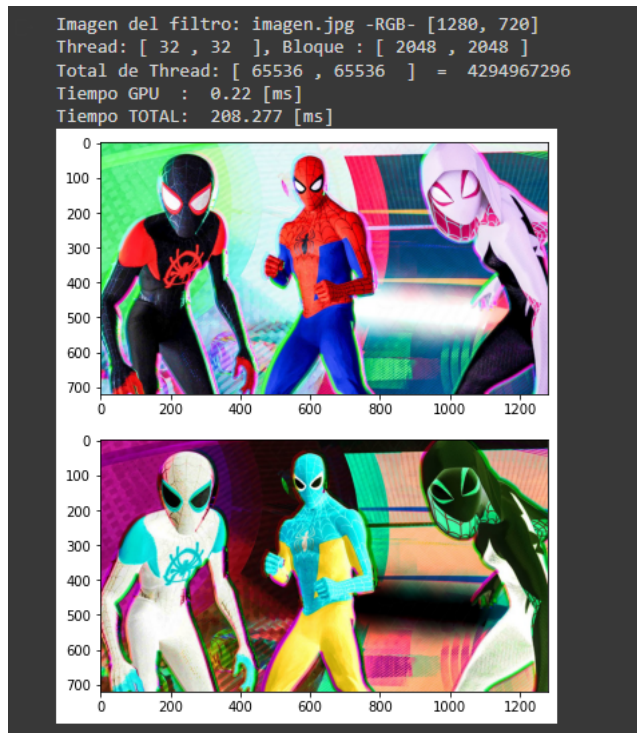 Imagen del filtro: imagen.jpg -RGB- [1280, 720]
Thread: [ 32 , 32  ], Bloque : [ 2048 , 2048 ]
Total de Thread: [ 65536 , 65536  ]  =  4294967296
Tiempo GPU  :  0.22 [ms]
Tiempo TOTAL:  208.277 [ms]
0
100
200
300
400
500
600
700
0 200 400 600 800 1000 1200
0
100
200
300
400
500
600
700
0 200 400 600 800 1000 1200